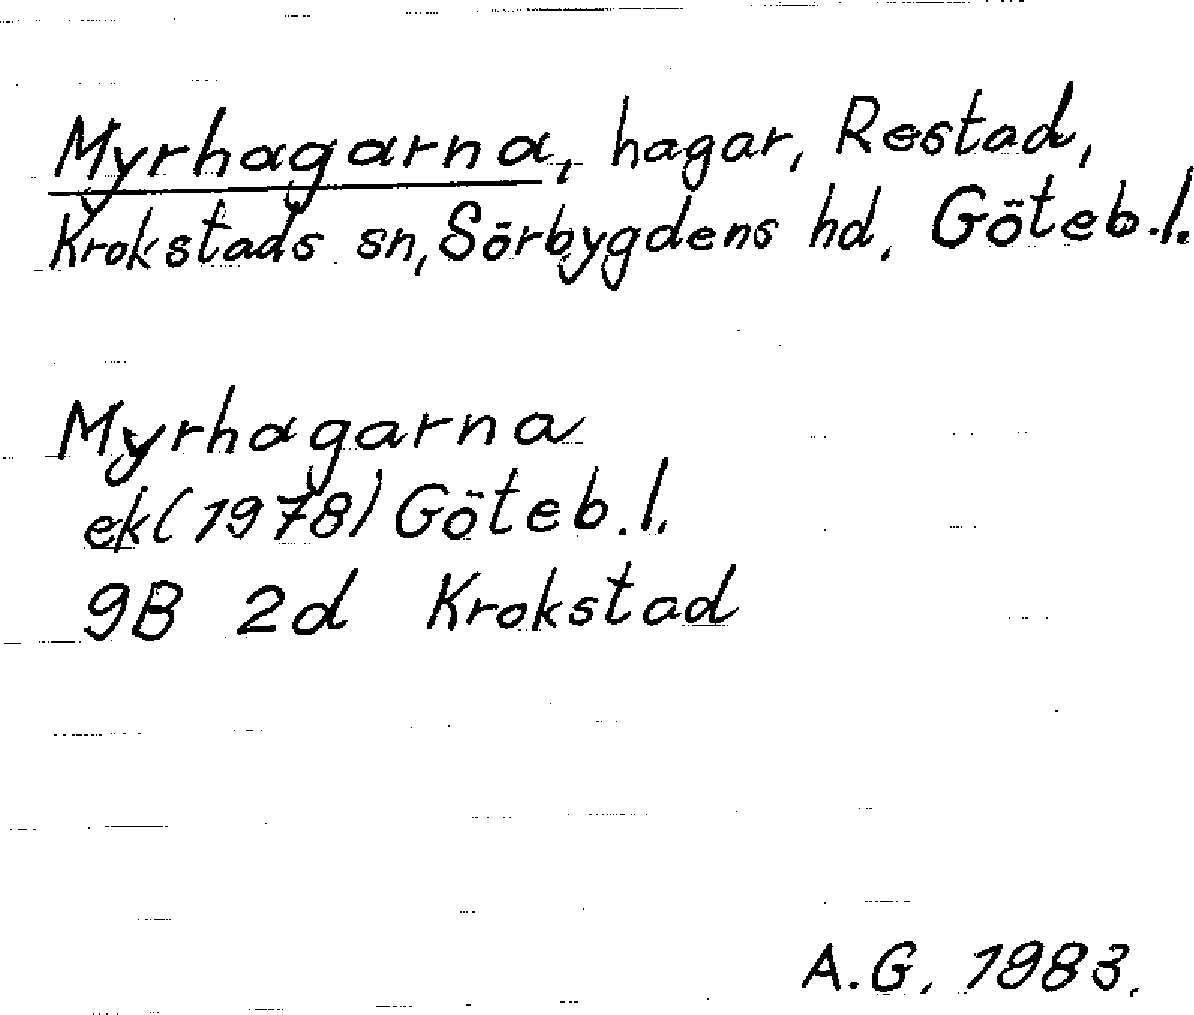 Myrhagarna, hagar, Restad,
Krokstads sn, Sörbygdens hd, Göteb.l.
Myrhagarna
ek (1978) Göteb.l.
9B 2d Krokstad
A.G. 1983.